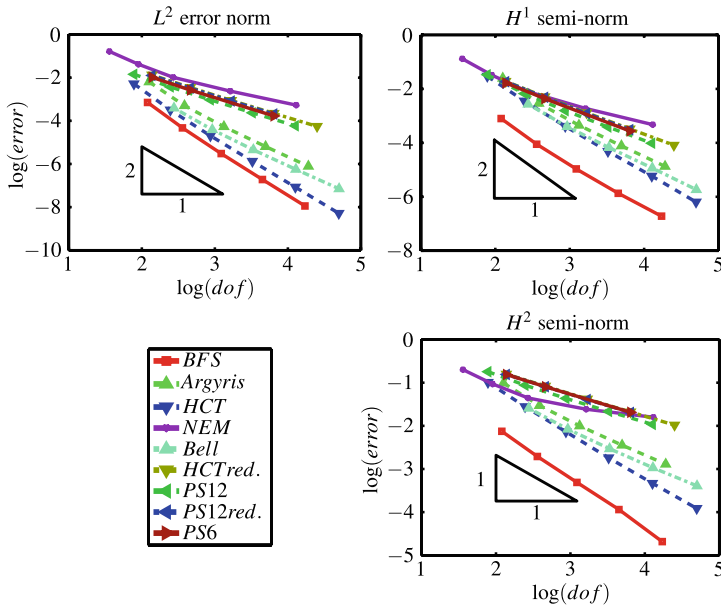 L² error norm
0
−2
−4
−6
−8
−10
log(error)
2
1
1 2 3 4 5
log(dof)
H¹ semi-norm
0
−2
−4
−6
−8
log(error)
2
1
1 2 3 4 5
log(dof)
BFS
Argyris
HCT
NEM
Bell
HCTred.
PS12
PS12red.
PS6
H² semi-norm
0
−1
−2
−3
−4
−5
log(error)
1
1
1 2 3 4 5
log(dof)